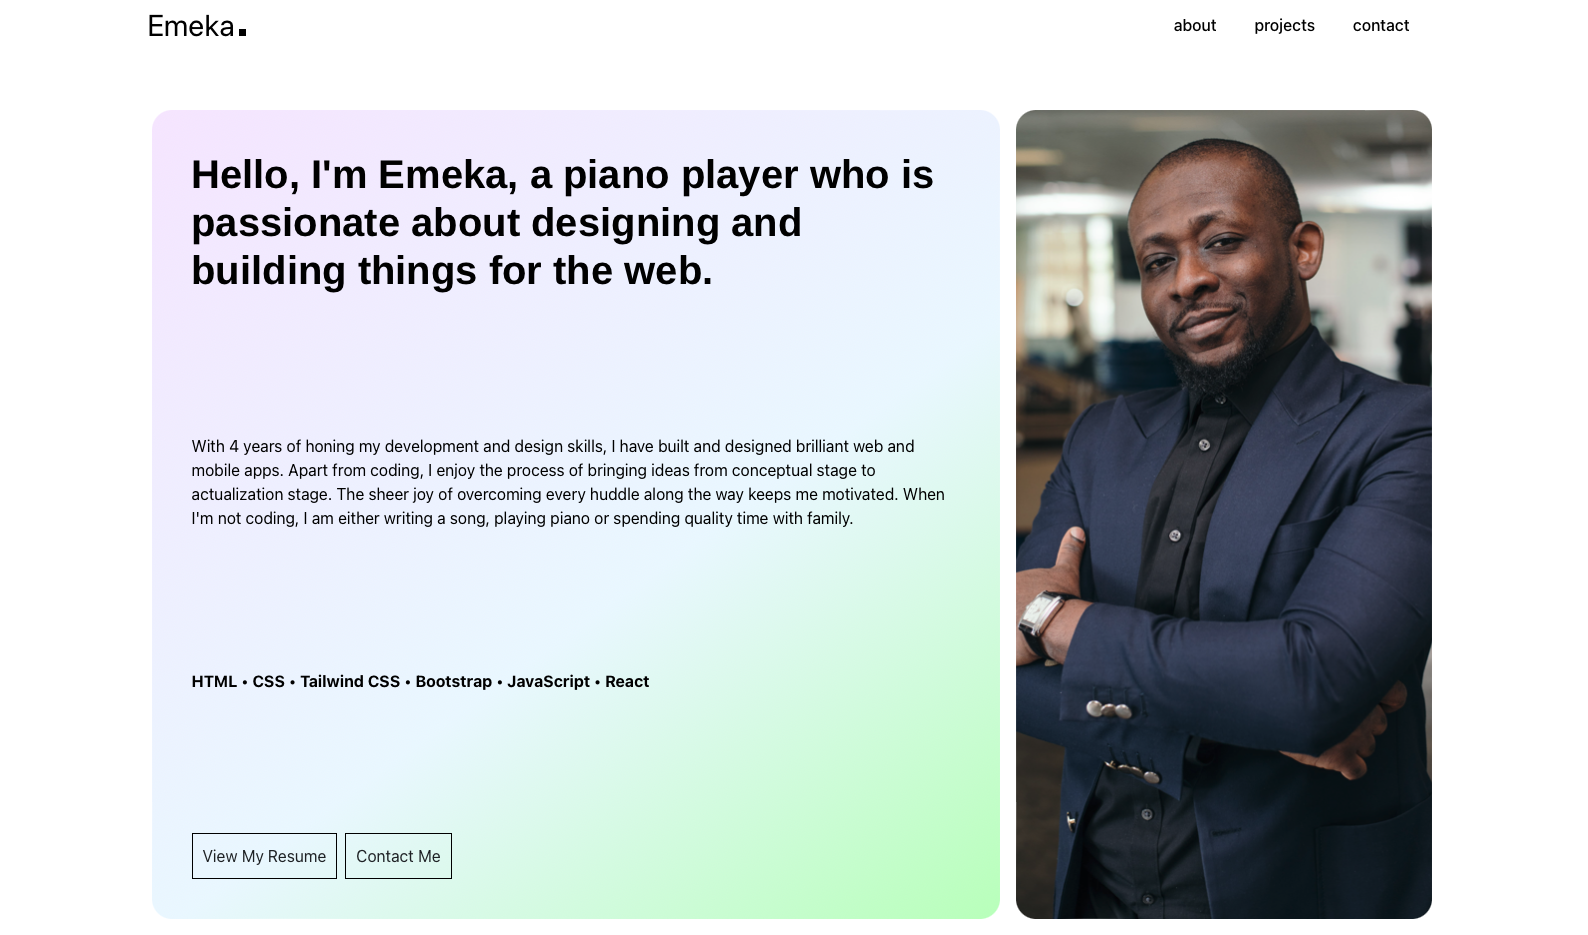 Emeka.
about projects contact
Hello, I'm Emeka, a piano player who is
passionate about designing and
building things for the web.
With 4 years of honing my development and design skills, I have built and designed brilliant web and
mobile apps. Apart from coding, I enjoy the process of bringing ideas from conceptual stage to
actualization stage. The sheer joy of overcoming every huddle along the way keeps me motivated. When
I'm not coding, I am either writing a song, playing piano or spending quality time with family.
HTML • CSS • Tailwind CSS • Bootstrap • JavaScript • React
View My Resume Contact Me